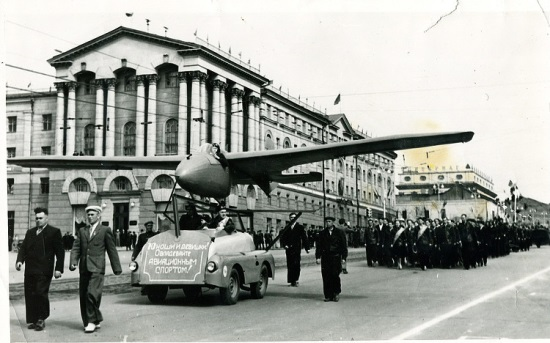 Юноши и девушки!
Овладевайте
авиационным
спортом!